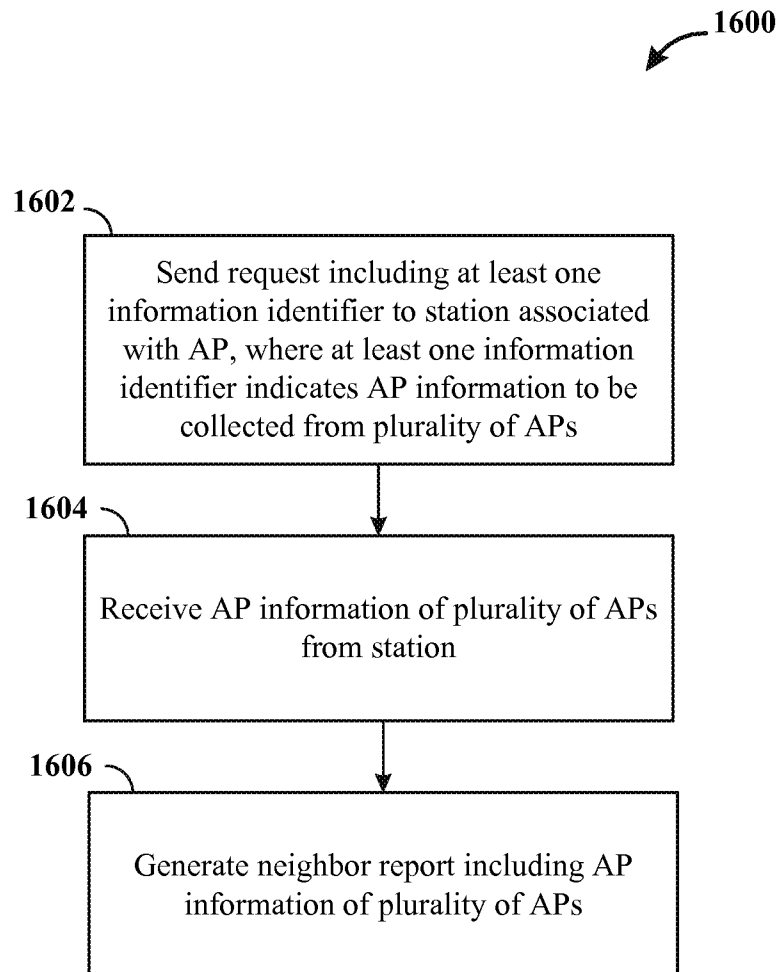 1600
1602
Send request including at least one
information identifier to station associated
with AP, where at least one information
identifier indicates AP information to be
collected from plurality of APs
1604
Receive AP information of plurality of APs
from station
1606
Generate neighbor report including AP
information of plurality of APs